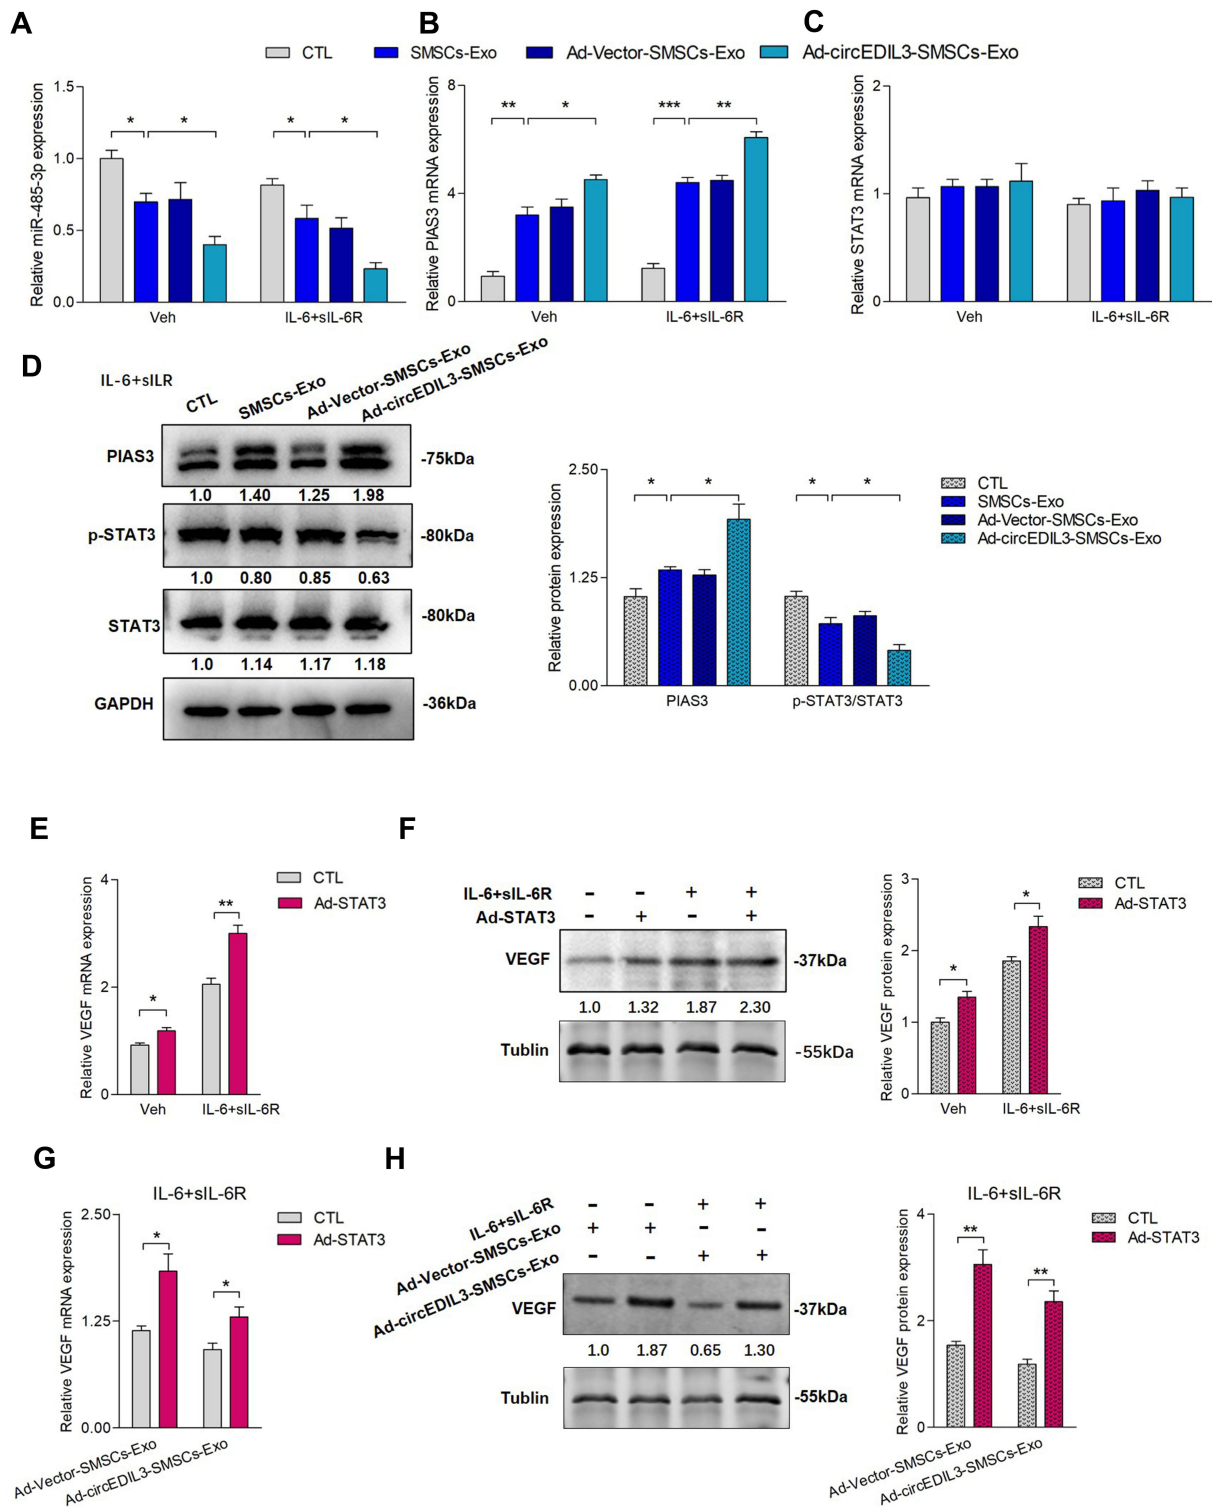 A
B
C
CTL SMSCs-Exo Ad-Vector-SMSCs-Exo Ad-circEDIL3-SMSCs-Exo
Relative miR-485-3p expression
1.5
1.0
0.5
0.0
* * * *
Veh IL-6+sIL-6R
Relative PIAS3 mRNA expression
8
4
0
** * *** **
Veh IL-6+sIL-6R
Relative STAT3 mRNA expression
2
1
0
Veh IL-6+sIL-6R
D
IL-6+sILR
CTL
SMSCs-Exo
Ad-Vector-SMSCs-Exo
Ad-circEDIL3-SMSCs-Exo
PIAS3 -75kDa
1.0 1.40 1.25 1.98
p-STAT3 -80kDa
1.0 0.80 0.85 0.63
STAT3 -80kDa
1.0 1.14 1.17 1.18
GAPDH -36kDa
Relative protein expression
2.50
1.25
0.00
* * * *
PIAS3 p-STAT3/STAT3
CTL
SMSCs-Exo
Ad-Vector-SMSCs-Exo
Ad-circEDIL3-SMSCs-Exo
E
Relative VEGF mRNA expression
4
2
0
* **
Veh IL-6+sIL-6R
CTL
Ad-STAT3
F
IL-6+sIL-6R - - + +
Ad-STAT3 - + - +
VEGF -37kDa
1.0 1.32 1.87 2.30
Tublin -55kDa
Relative VEGF protein expression
3
2
1
0
* *
Veh IL-6+sIL-6R
CTL
Ad-STAT3
G
IL-6+sIL-6R
Relative VEGF mRNA expression
2.50
1.25
0.00
* *
Ad-Vector-SMSCs-Exo
Ad-circEDIL3-SMSCs-Exo
CTL
Ad-STAT3
H
IL-6+sIL-6R - - + +
Ad-Vector-SMSCs-Exo + + - -
Ad-circEDIL3-SMSCs-Exo - - + +
VEGF -37kDa
1.0 1.87 0.65 1.30
Tublin -55kDa
IL-6+sIL-6R
Relative VEGF protein expression
4
2
0
** **
Ad-Vector-SMSCs-Exo
Ad-circEDIL3-SMSCs-Exo
CTL
Ad-STAT3